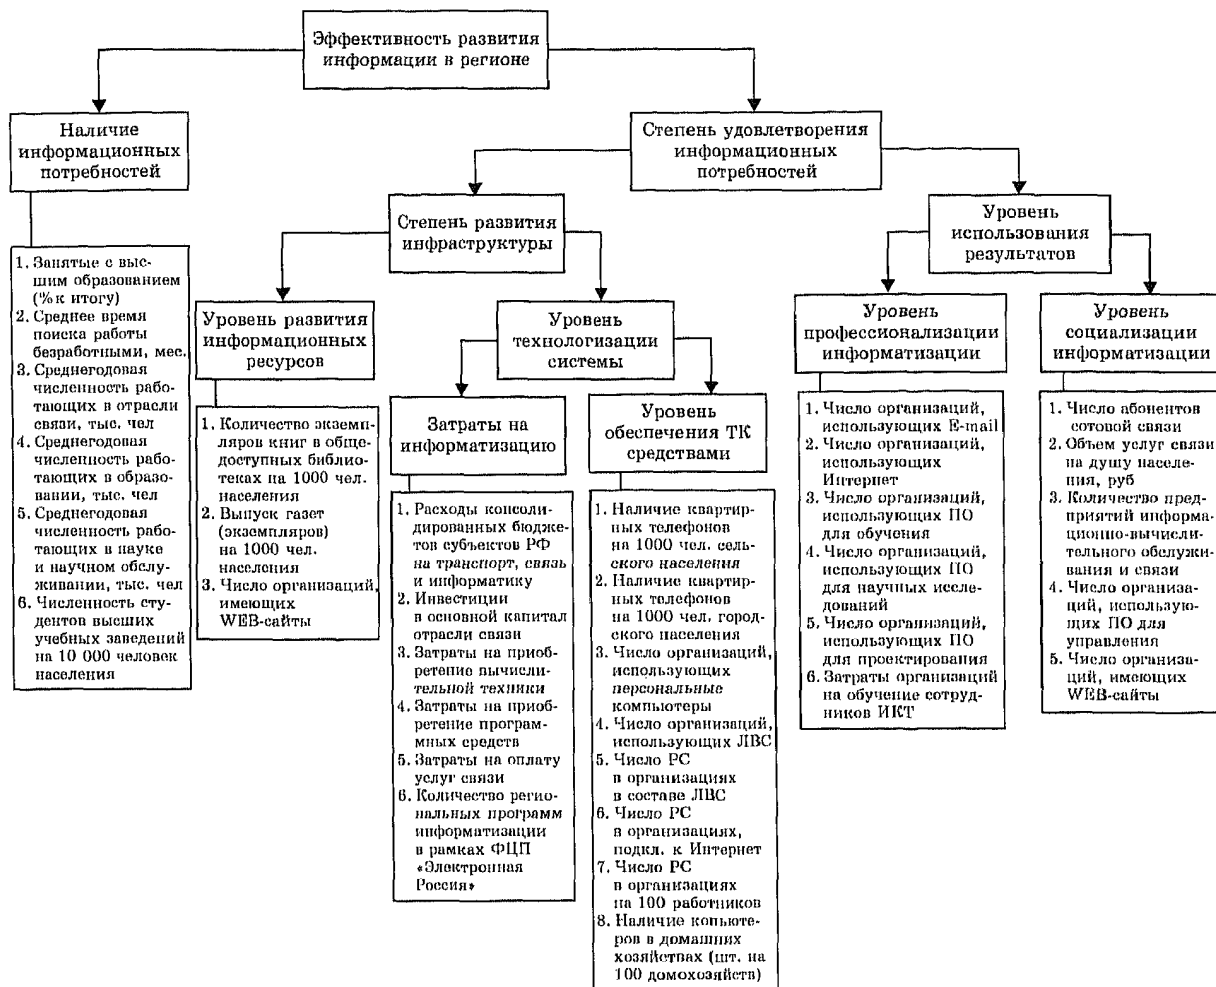 Эффективность развития
информации в регионе
Наличие
информационных
потребностей
Степень удовлетворения
информационных
потребностей
Степень развития
инфраструктуры
Уровень
использования
результатов
1. Занятые с выс-
шим образованием
(% к итогу)
2. Среднее время
поиска работы
безработными, мес.
3. Среднегодовая
численность рабо-
тающих в отрасли
связи, тыс. чел
4. Среднегодовая
численность рабо-
тающих в образо-
вании, тыс. чел
5. Среднегодовая
численность рабо-
тающих в науке
и научном обслу-
живании, тыс. чел
6. Численность сту-
дентов высших
учебных заведений
на 10 000 человек
населения
Уровень развития
информационных
ресурсов
Уровень
технологизации
системы
Уровень
профессионализации
информатизации
Уровень
социализации
информатизации
1. Количество экземп-
ляров книг в обще-
доступных библио-
теках на 1000 чел.
населения
2. Выпуск газет
(экземпляров)
на 1000 чел.
населения
3. Число организаций,
имеющих
WEB-сайты
Затраты на
информатизацию
Уровень
обеспечения ТК
средствами
1. Расходы консоли-
дированных бюдже-
тов субъектов РФ
на транспорт, связь
и информатику
2. Инвестиции
в основной капитал
отрасли связи
3. Затраты на приоб-
ретение вычисли-
тельной техники
4. Затраты на приоб-
ретение програм-
мных средств
5. Затраты на оплату
услуг связи
6. Количество регио-
нальных программ
информатизации
в рамках ФЦП
«Электронная
Россия»
1. Наличие квартир-
ных телефонов
на 1000 чел. сель-
ского населения
2. Наличие квартир-
ных телефонов
на 1000 чел. город-
ского населения
3. Число организаций,
использующих
персональные
компьютеры
4. Число организаций,
использующих ЛВС
5. Число PC
в организациях
в составе ЛВС
6. Число PC
в организациях,
подкл. к Интернет
7. Число PC
в организациях
на 100 работников
8. Наличие копьюте-
ров в домашних
хозяйствах (шт. на
100 домохозяйств)
1. Число организаций,
использующих E-mail
2. Число организаций,
использующих
Интернет
3. Число организаций,
использующих ПО
для обучения
4. Число организаций,
использующих ПО
для научных иссле-
дований
5. Число организаций,
использующих ПО
для проектирования
6. Затраты организаций
на обучение сотруд-
ников ИКТ
1. Число абонентов
сотовой связи
2. Объем услуг связи
на душу населе-
ния, руб
3. Количество пред-
приятий информа-
ционно-вычисли-
тельного обслужи-
вания и связи
4. Число организа-
ций, использую-
щих ПО для
управления
5. Число организа-
ций, имеющих
WEB-сайты